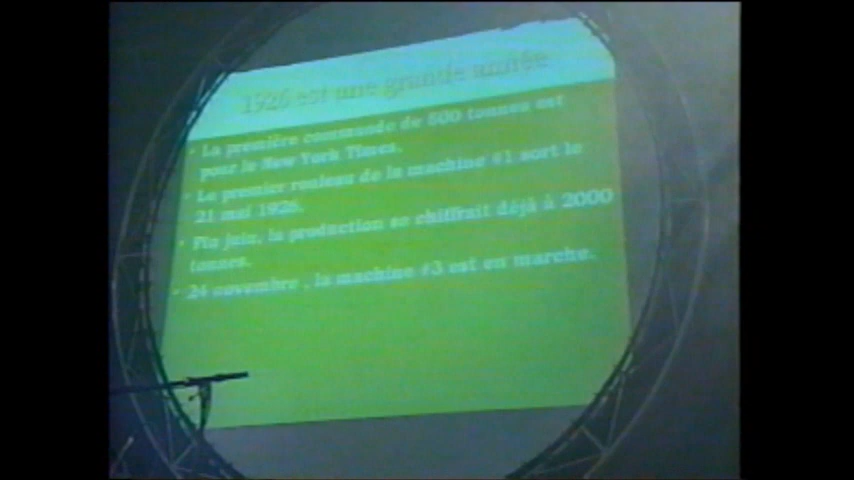 1926 est une grande année
• La première commande de 500 tonnes est
pour le New York Times.
• Le premier rouleau de la machine #1 sort le
21 mai 1926.
• Fin juin, la production se chiffrait déjà à 2000
tonnes.
• 24 novembre , la machine #3 est en marche.